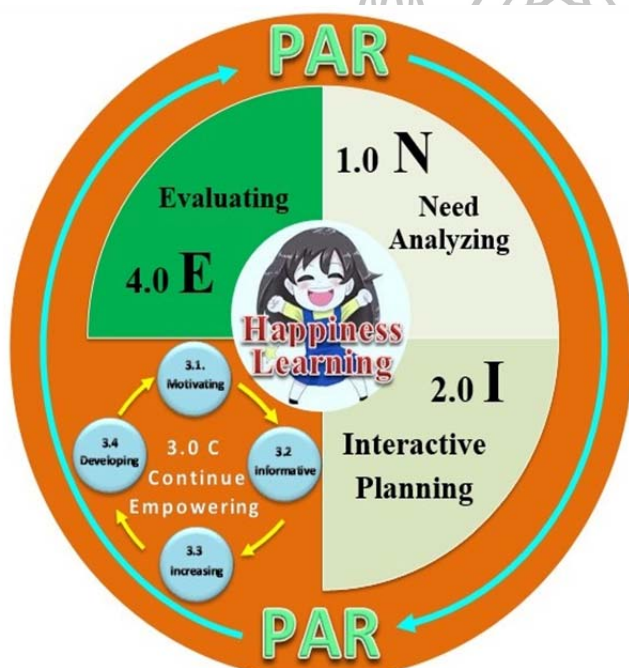 PAR
1.0 N
Need
Analyzing
2.0 I
Interactive
Planning
3.0 C
Continue
Empowering
3.1.
Motivating
3.2
informative
3.3
increasing
3.4
Developing
Evaluating
4.0 E
Happiness
Learning
PAR